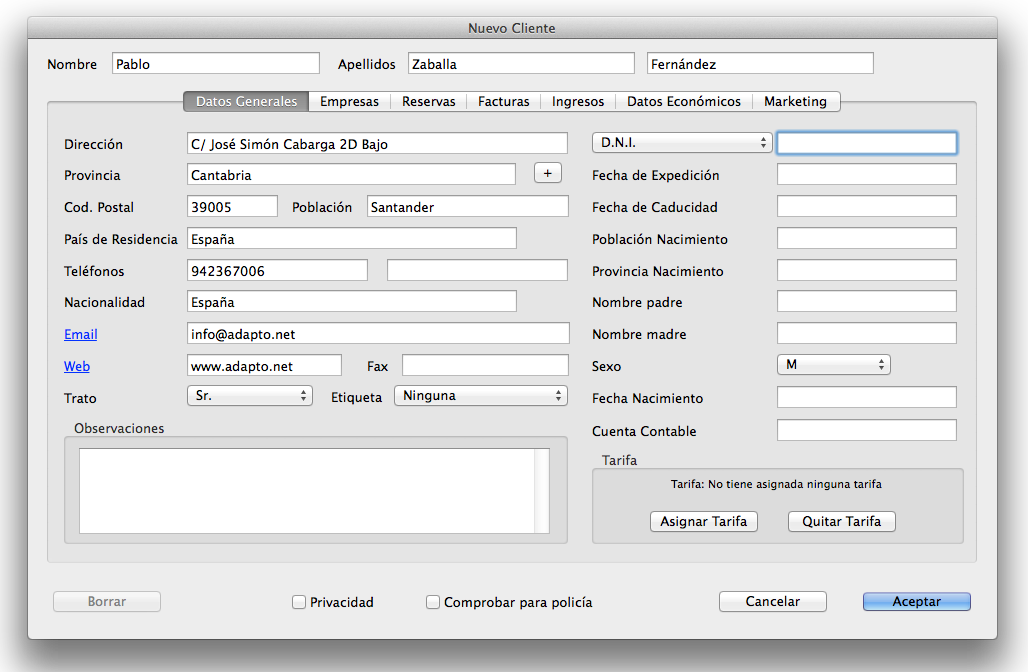 Nuevo Cliente
Nombre Pablo Apellidos Zaballa Fernández
Datos Generales Empresas Reservas Facturas Ingresos Datos Económicos Marketing
Dirección C/ José Simón Cabarga 2D Bajo D.N.I.
Provincia Cantabria + Fecha de Expedición
Cod. Postal 39005 Población Santander Fecha de Caducidad
País de Residencia España Población Nacimiento
Teléfonos 942367006 Provincia Nacimiento
Nacionalidad España Nombre padre
Email info@adapto.net Nombre madre
Web www.adapto.net Fax Sexo M
Trato Sr. Etiqueta Ninguna Fecha Nacimiento
Observaciones Cuenta Contable
Tarifa
Tarifa: No tiene asignada ninguna tarifa
Asignar Tarifa Quitar Tarifa
Borrar Privacidad Comprobar para policía Cancelar Aceptar